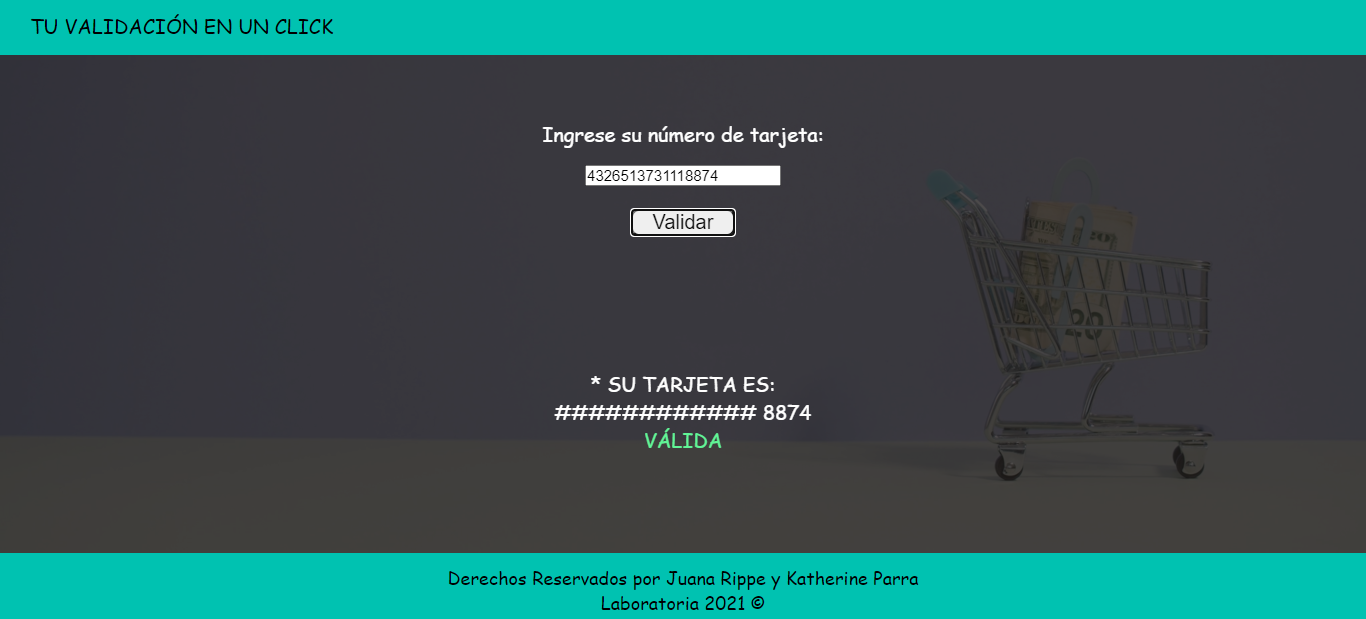 TU VALIDACIÓN EN UN CLICK
Ingrese su número de tarjeta:
4326513731118874
Validar
* SU TARJETA ES:
############ 8874
VÁLIDA
Derechos Reservados por Juana Rippe y Katherine Parra
Laboratoria 2021 ©